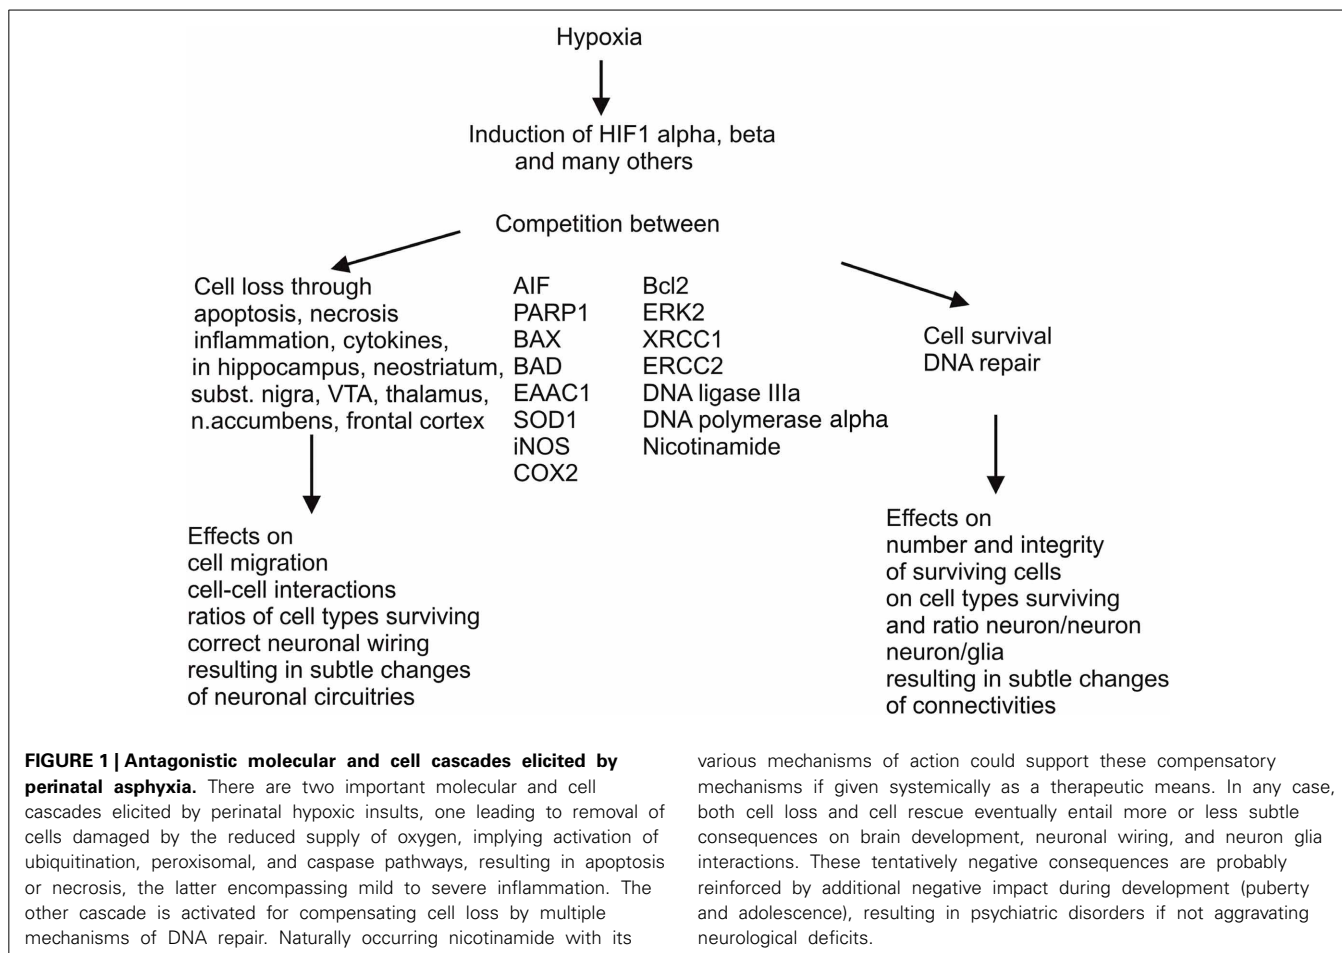 Hypoxia
Induction of HIF1 alpha, beta
and many others
Competition between
Cell loss through
apoptosis, necrosis
inflammation, cytokines,
in hippocampus, neostriatum,
subst. nigra, VTA, thalamus,
n.accumbens, frontal cortex
AIF
PARP1
BAX
BAD
EAAC1
SOD1
iNOS
COX2
Bcl2
ERK2
XRCC1
ERCC2
DNA ligase IIIa
DNA polymerase alpha
Nicotinamide
Cell survival
DNA repair
Effects on
cell migration
cell-cell interactions
ratios of cell types surviving
correct neuronal wiring
resulting in subtle changes
of neuronal circuitries
Effects on
number and integrity
of surviving cells
on cell types surviving
and ratio neuron/neuron
neuron/glia
resulting in subtle changes
of connectivities
FIGURE 1 | Antagonistic molecular and cell cascades elicited by
perinatal asphyxia. There are two important molecular and cell
cascades elicited by perinatal hypoxic insults, one leading to removal of
cells damaged by the reduced supply of oxygen, implying activation of
ubiquitination, peroxisomal, and caspase pathways, resulting in apoptosis
or necrosis, the latter encompassing mild to severe inflammation. The
other cascade is activated for compensating cell loss by multiple
mechanisms of DNA repair. Naturally occurring nicotinamide with its
various mechanisms of action could support these compensatory
mechanisms if given systemically as a therapeutic means. In any case,
both cell loss and cell rescue eventually entail more or less subtle
consequences on brain development, neuronal wiring, and neuron glia
interactions. These tentatively negative consequences are probably
reinforced by additional negative impact during development (puberty
and adolescence), resulting in psychiatric disorders if not aggravating
neurological deficits.